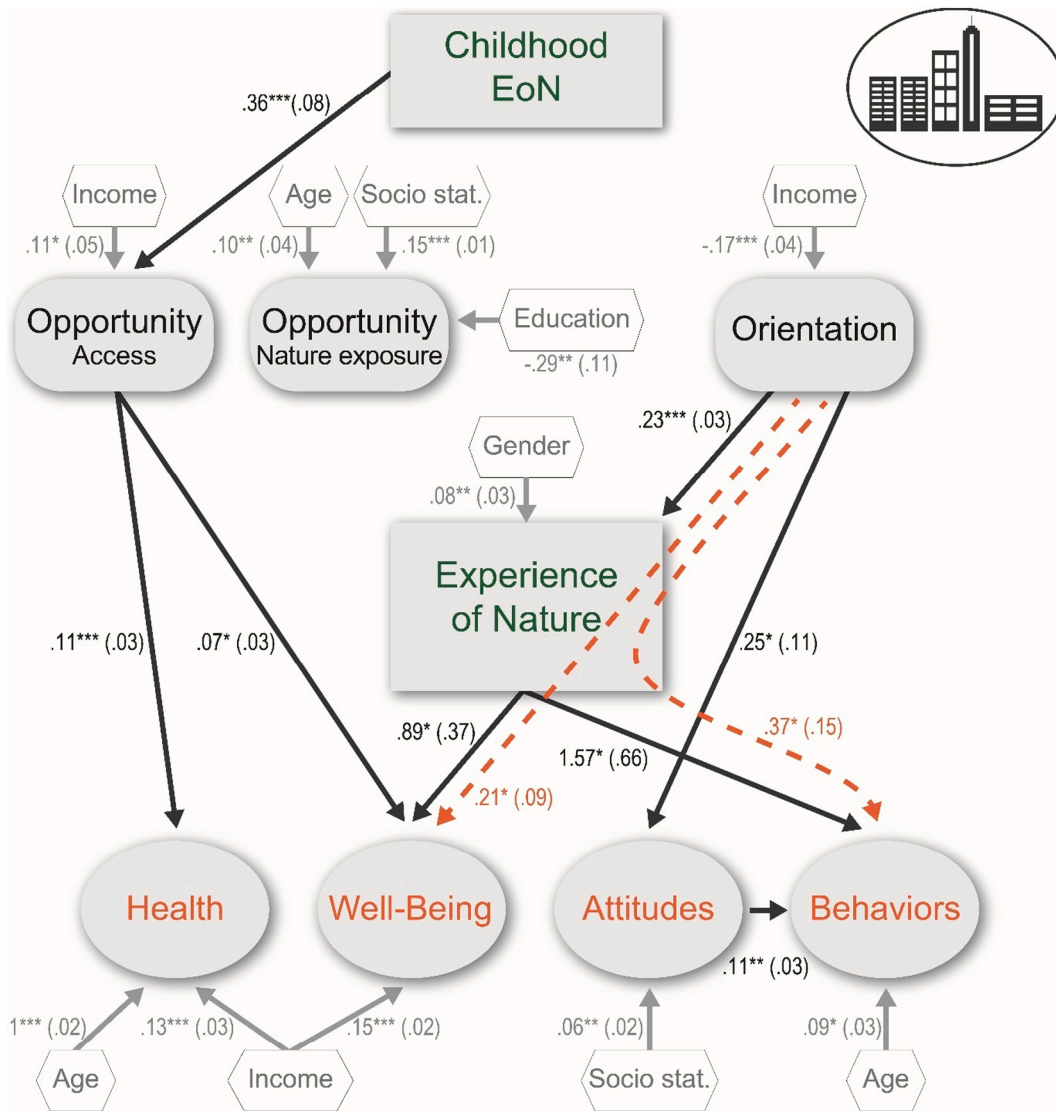 Childhood
EoN
.36***(.08)
Income
Age
Socio stat.
Income
.11* (.05)
.10** (.04)
.15*** (.01)
-.17*** (.04)
Opportunity
Access
Opportunity
Nature exposure
Education
-.29** (.11)
Orientation
.23*** (.03)
Gender
.08** (.03)
Experience
of Nature
.11*** (.03)
.07* (.03)
.25* (.11)
.89* (.37)
1.57* (.66)
.37* (.15)
.21* (.09)
Health
Well-Being
Attitudes
Behaviors
.11** (.03)
1*** (.02)
.13*** (.03)
.15*** (.02)
.06** (.02)
.09* (.03)
Age
Income
Socio stat.
Age